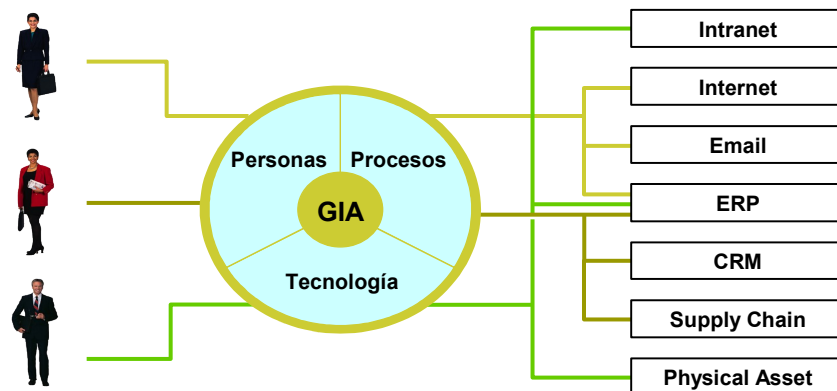 Personas
Procesos
GIA
Tecnología
Intranet
Internet
Email
ERP
CRM
Supply Chain
Physical Asset